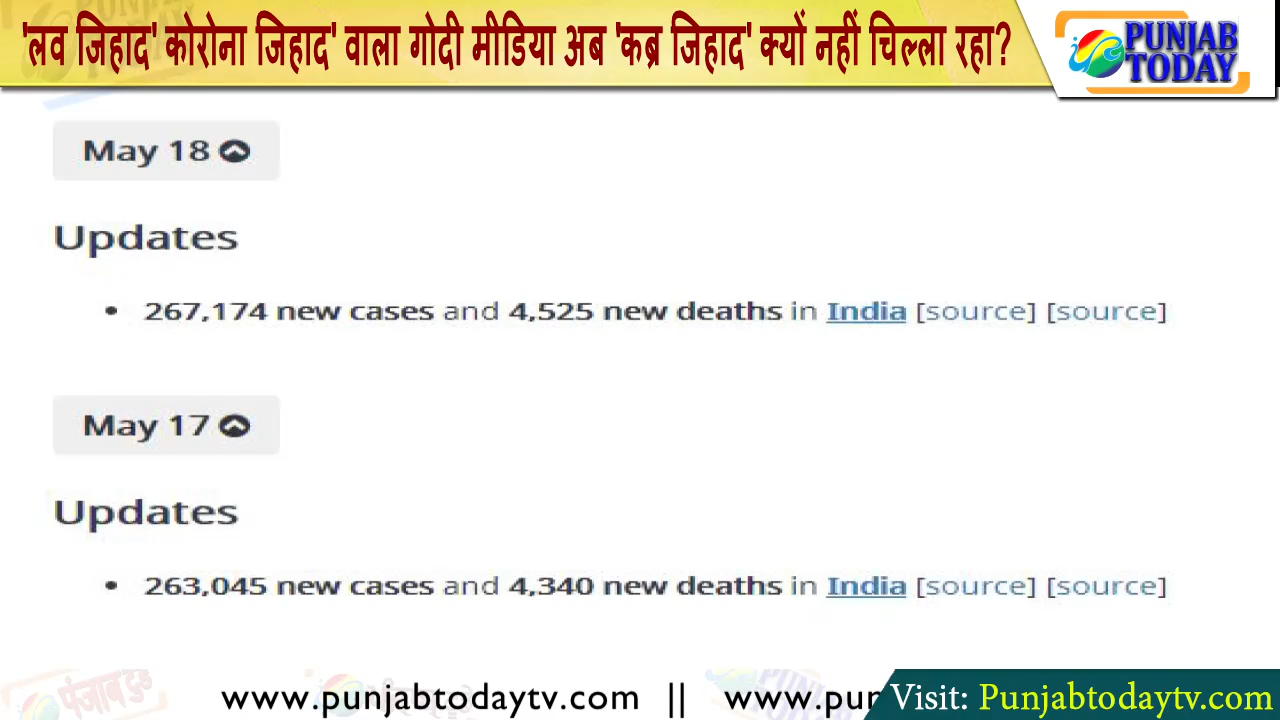 'लव जिहाद' कोरोना जिहाद' वाला गोदी मीडिया अब 'कब्र जिहाद' क्यों नहीं चिल्ला रहा?
PUNJAB
TODAY
May 18
Updates
• 267,174 new cases and 4,525 new deaths in India [source] [source]
May 17
Updates
• 263,045 new cases and 4,340 new deaths in India [source] [source]
www.punjabtodaytv.com || www.pun
Visit: Punjabtodaytv.com